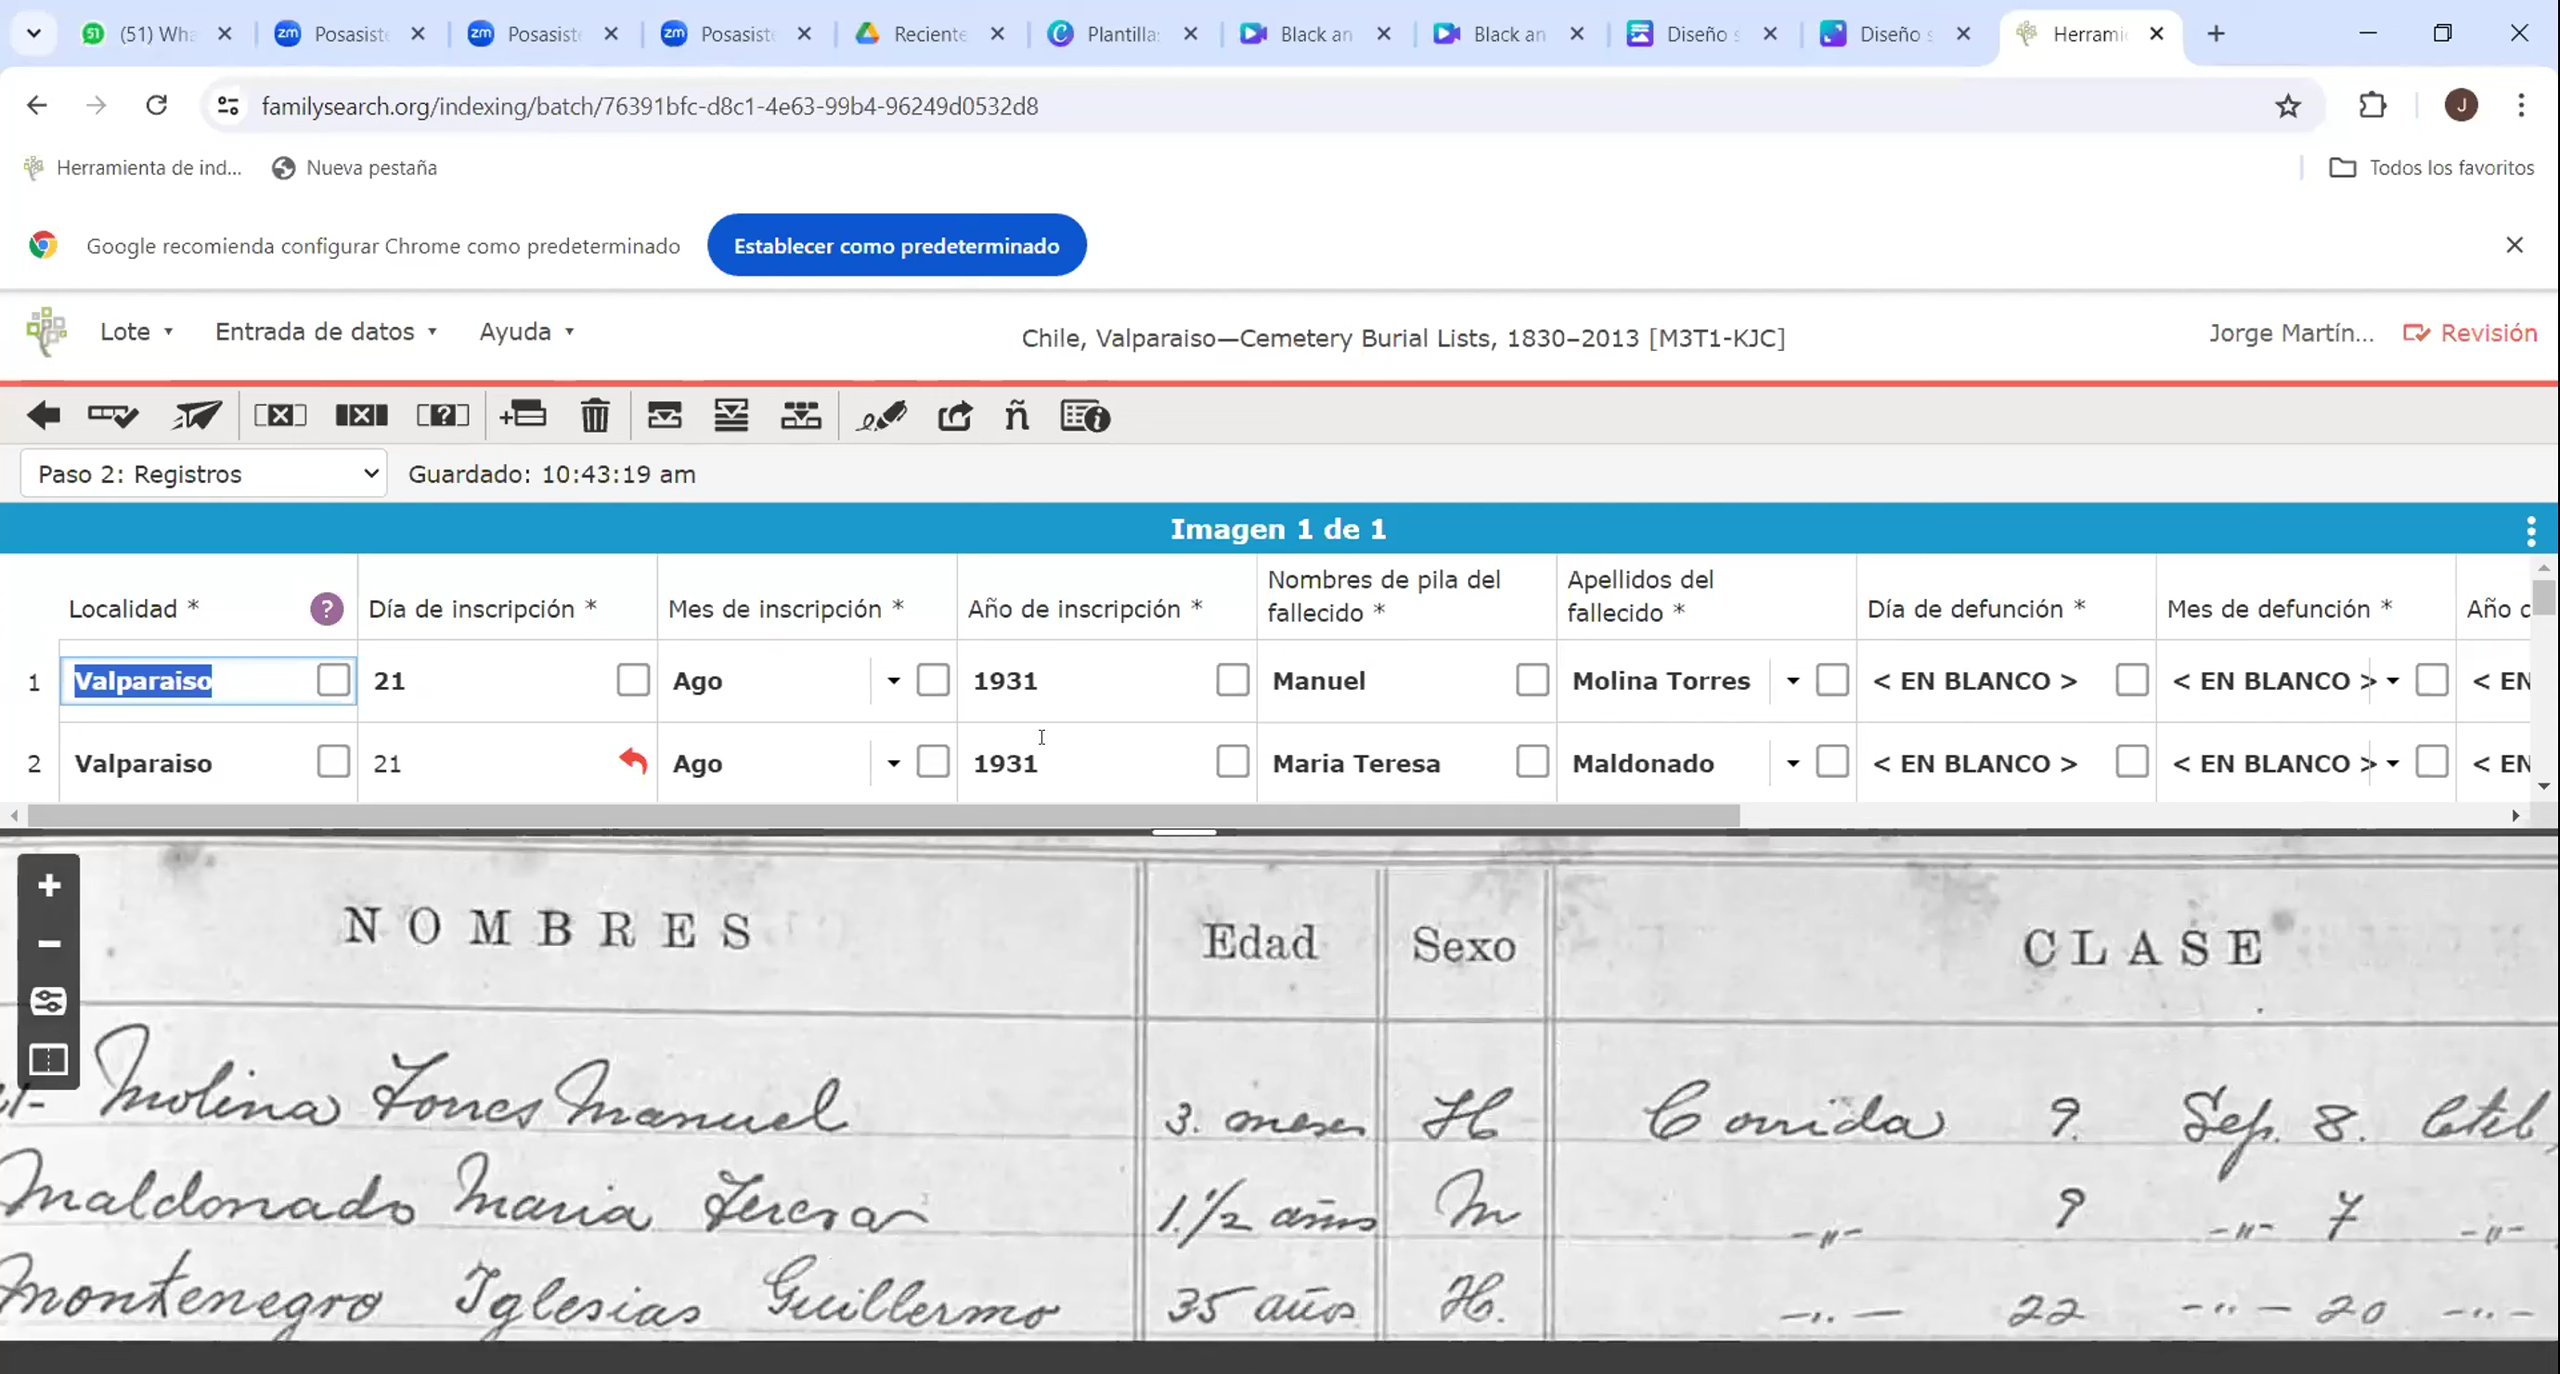 (51) Wha
Posasiste
Posasiste
Posasiste
Reciente
Plantillas
Black an
Black an
Diseño s
Diseño s
Herrami
familysearch.org/indexing/batch/76391bfc-d8c1-4e63-99b4-96249d0532d8
J
Herramienta de ind...
Nueva pestaña
Todos los favoritos
Google recomienda configurar Chrome como predeterminado
Establecer como predeterminado
Lote
Entrada de datos
Ayuda
Chile, Valparaiso—Cemetery Burial Lists, 1830–2013 [M3T1-KJC]
Jorge Martín...
Revisión
ñ
Paso 2: Registros
Guardado: 10:43:19 am
Imagen 1 de 1
Localidad * ? Día de inscripción * Mes de inscripción * Año de inscripción * Nombres de pila del fallecido * Apellidos del fallecido * Día de defunción * Mes de defunción * Año d
1 Valparaiso 21 Ago 1931 Manuel Molina Torres < EN BLANCO > < EN BLANCO > < EN
2 Valparaiso 21 Ago 1931 Maria Teresa Maldonado < EN BLANCO > < EN BLANCO > < EN
NOMBRES Edad Sexo CLASE
Molina Torres Manuel 3. meses H Corrida 9. Sep. 8.
Maldonado Maria Teresa 1.1/2 años M -"- 9 -"- 7 -"-
Montenegro Iglesias Guillermo 35 años. H. -"- 22 -"- 20 -"-